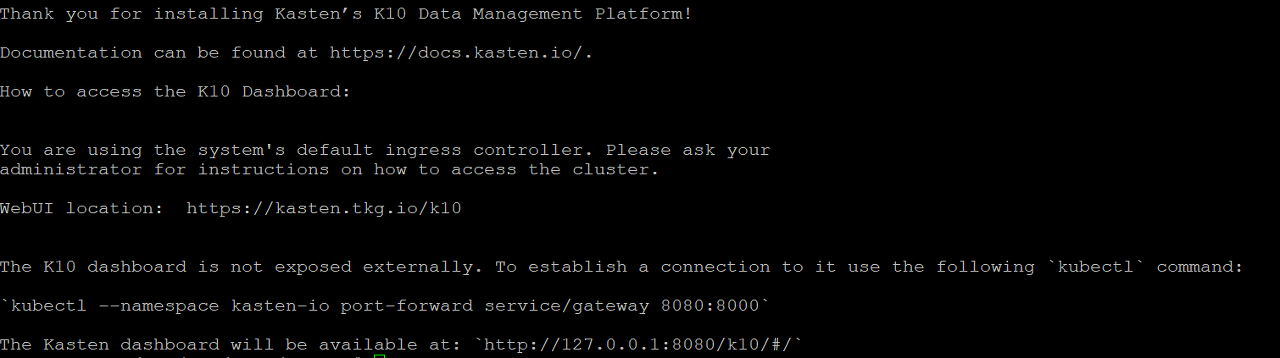 Thank you for installing Kasten’s K10 Data Management Platform!
Documentation can be found at https://docs.kasten.io/.
How to access the K10 Dashboard:
You are using the system's default ingress controller. Please ask your
administrator for instructions on how to access the cluster.
WebUI location:  https://kasten.tkg.io/k10
The K10 dashboard is not exposed externally. To establish a connection to it use the following `kubectl` command:
`kubectl --namespace kasten-io port-forward service/gateway 8080:8000`
The Kasten dashboard will be available at: `http://127.0.0.1:8080/k10/#/`